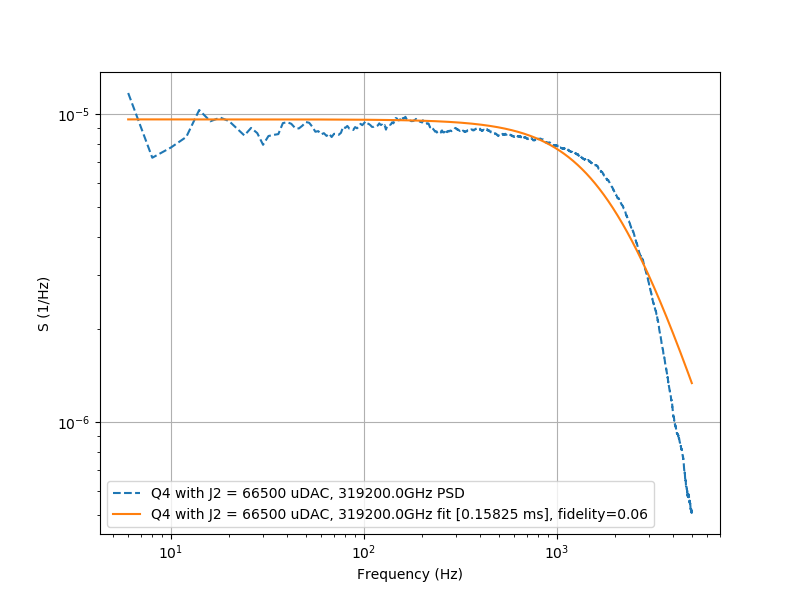 S (1/Hz)
10⁻⁵
10⁻⁶
Q4 with J2 = 66500 uDAC, 319200.0GHz PSD
Q4 with J2 = 66500 uDAC, 319200.0GHz fit [0.15825 ms], fidelity=0.06
10¹ 10² 10³
Frequency (Hz)